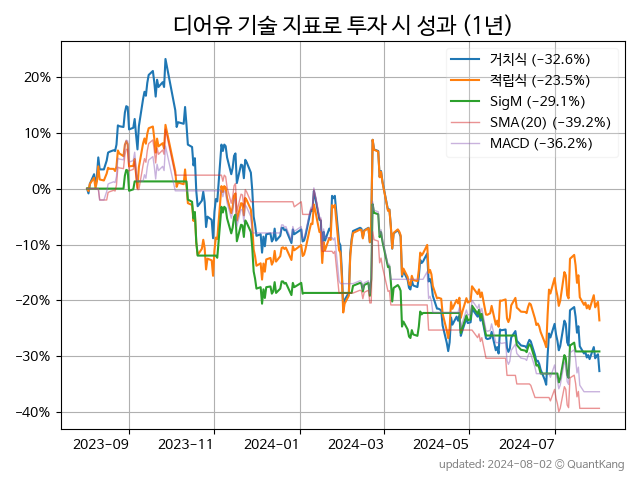 디어유 기술 지표로 투자 시 성과 (1년)
거치식 (−32.6%)
적립식 (−23.5%)
SigM (−29.1%)
SMA(20) (−39.2%)
MACD (−36.2%)
20%
10%
0%
−10%
−20%
−30%
−40%
2023-09 2023-11 2024-01 2024-03 2024-05 2024-07
updated: 2024-08-02 © QuantKang